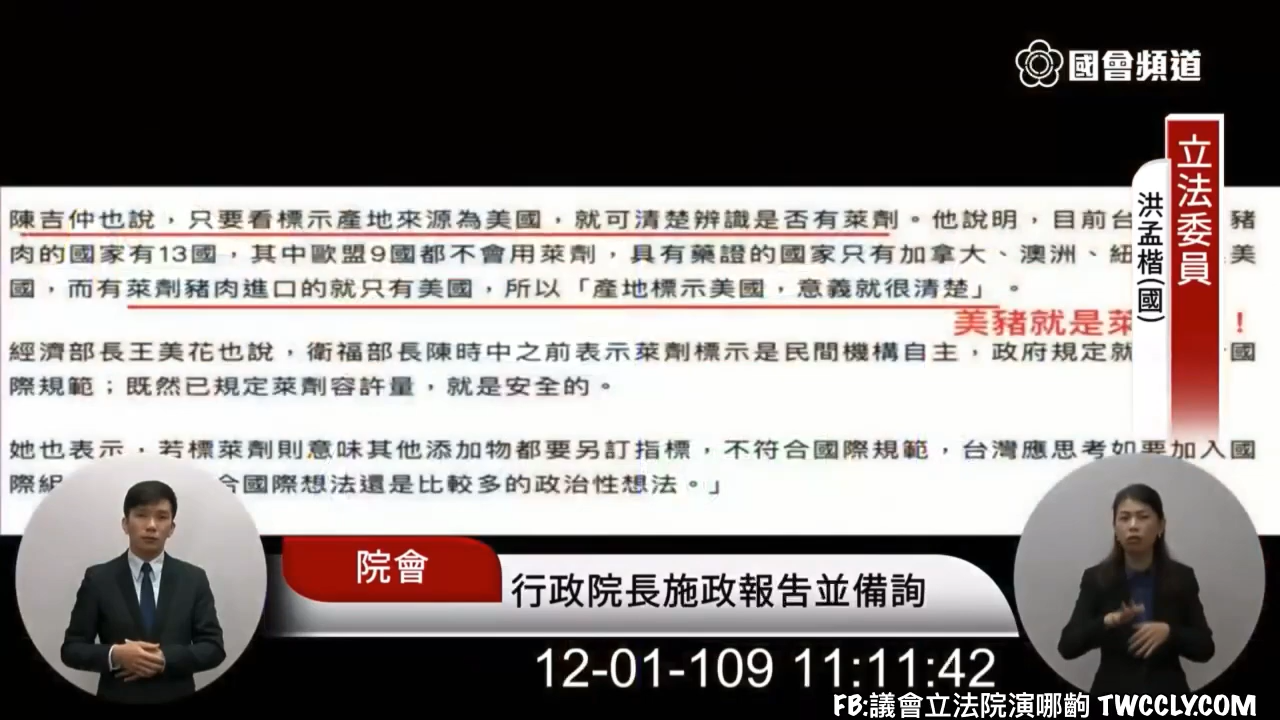 國會頻道
立法委員
洪孟楷(國)
陳吉仲也說，只要看標示產地來源為美國，就可清楚辨識是否有萊劑。他說明，目前台 豬
肉的國家有13國，其中歐盟9國都不會用萊劑，具有藥證的國家只有加拿大、澳洲、紐 美
國，而有萊劑豬肉進口的就只有美國，所以「產地標示美國，意義就很清楚」。
美豬就是萊 ！
經濟部長王美花也說，衛福部長陳時中之前表示萊劑標示是民間機構自主，政府規定就 國
際規範；既然已規定萊劑容許量，就是安全的。
她也表示，若標萊劑則意味其他添加物都要另訂指標，不符合國際規範，台灣應思考如要加入國
際組 合國際想法還是比較多的政治性想法。」
院會
行政院長施政報告並備詢
12-01-109 11:11:42
FB:議會立法院演哪齣 TWCCLY.COM